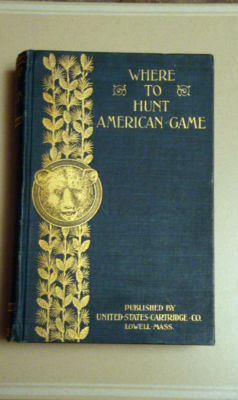 WHERE
TO
HUNT
AMERICAN·GAME
PUBLISHED BY
UNITED·STATES·CARTRIDGE·CO.
LOWELL·MASS.